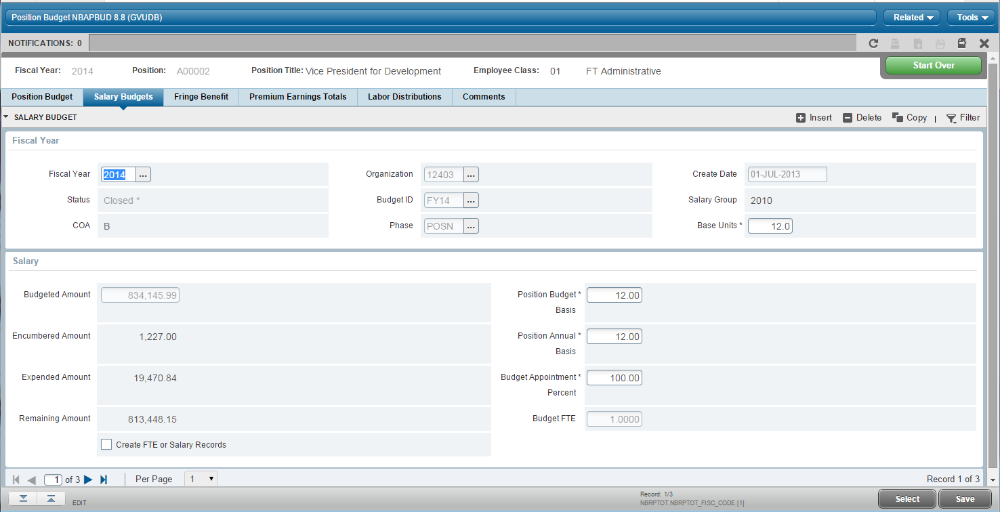 Position Budget NBAPBUD 8.8 (GVUDB) Related Tools
NOTIFICATIONS: 0
Fiscal Year: 2014 Position: A00002 Position Title: Vice President for Development Employee Class: 01 FT Administrative Start Over
Position Budget Salary Budgets Fringe Benefit Premium Earnings Totals Labor Distributions Comments
SALARY BUDGET Insert Delete Copy | Filter
Fiscal Year
Fiscal Year 2014 ... Organization 12403 ... Create Date 01-JUL-2013
Status Closed * Budget ID FY14 ... Salary Group 2010
COA B Phase POSN ... Base Units * 12.0
Salary
Budgeted Amount 834,145.99 Position Budget * 12.00
Basis
Encumbered Amount 1,227.00 Position Annual * 12.00
Basis
Expended Amount 19,470.84 Budget Appointment * 100.00
Percent
Remaining Amount 813,448.15 Budget FTE 1.0000
Create FTE or Salary Records
1 of 3 Per Page 1 Record 1 of 3
EDIT Record: 1/3 Select Save
NBRPTOT.NBRPTOT_FISC_CODE [1]